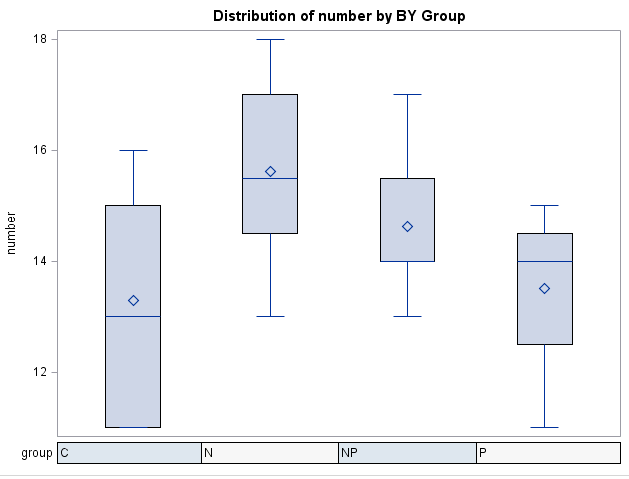 Distribution of number by BY Group
18
16
14
12
number
group C N NP P